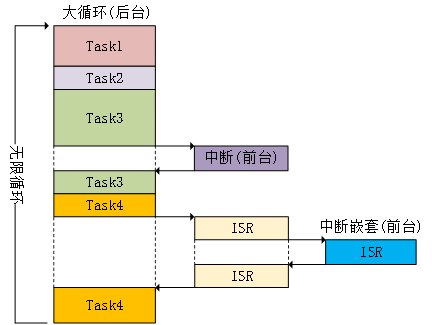 大循环(后台)
Task1
Task2
Task3
无限循环
中断(前台)
Task3
Task4
ISR
中断嵌套(前台)
ISR
ISR
Task4